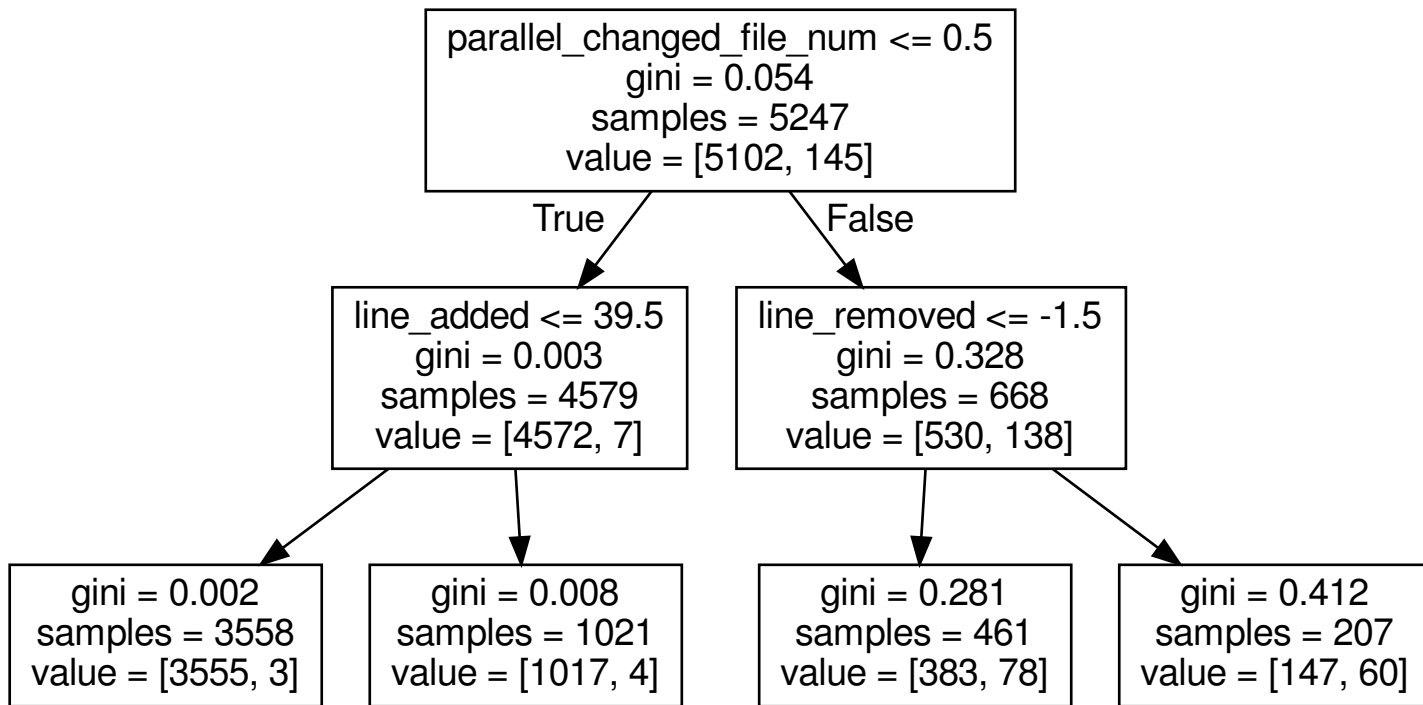 parallel_changed_file_num <= 0.5
gini = 0.054
samples = 5247
value = [5102, 145]
True
False
line_added <= 39.5
gini = 0.003
samples = 4579
value = [4572, 7]
line_removed <= -1.5
gini = 0.328
samples = 668
value = [530, 138]
gini = 0.002
samples = 3558
value = [3555, 3]
gini = 0.008
samples = 1021
value = [1017, 4]
gini = 0.281
samples = 461
value = [383, 78]
gini = 0.412
samples = 207
value = [147, 60]